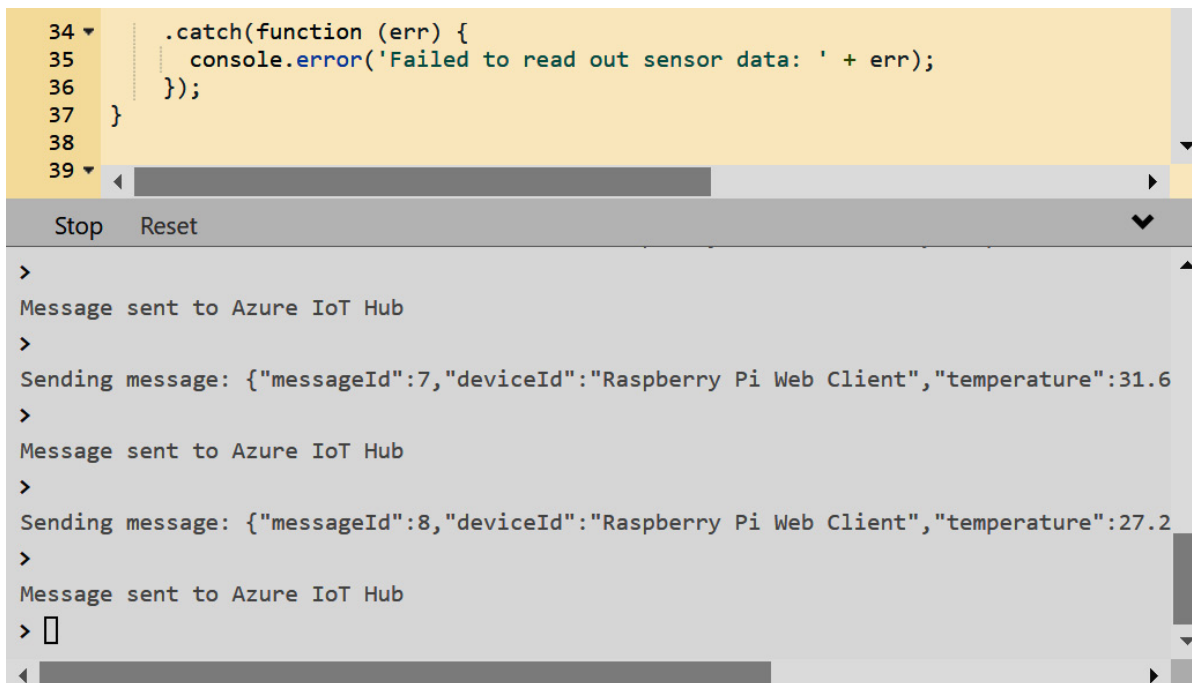 34 .catch(function (err) {
35 console.error('Failed to read out sensor data: ' + err);
36 });
37 }
38
39
Stop Reset
>
Message sent to Azure IoT Hub
>
Sending message: {"messageId":7,"deviceId":"Raspberry Pi Web Client","temperature":31.6
>
Message sent to Azure IoT Hub
>
Sending message: {"messageId":8,"deviceId":"Raspberry Pi Web Client","temperature":27.2
>
Message sent to Azure IoT Hub
>